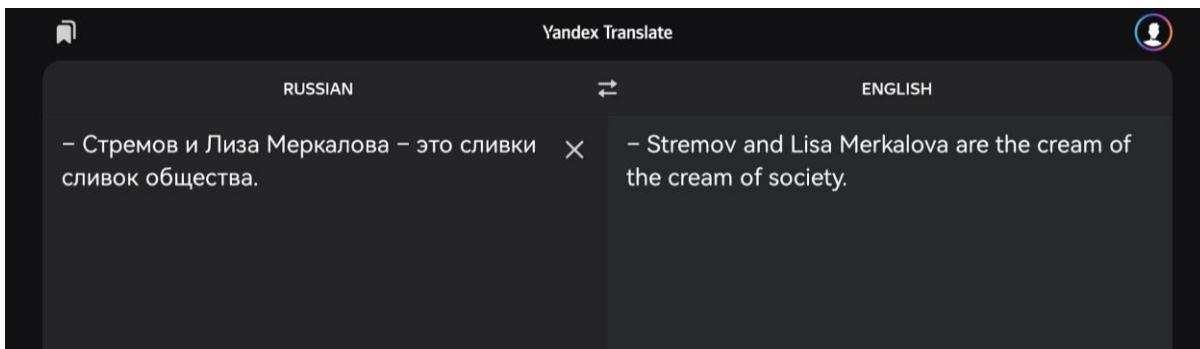 Yandex Translate
RUSSIAN
ENGLISH
– Стремов и Лиза Меркалова – это сливки
сливок общества.
– Stremov and Lisa Merkalova are the cream of
the cream of society.